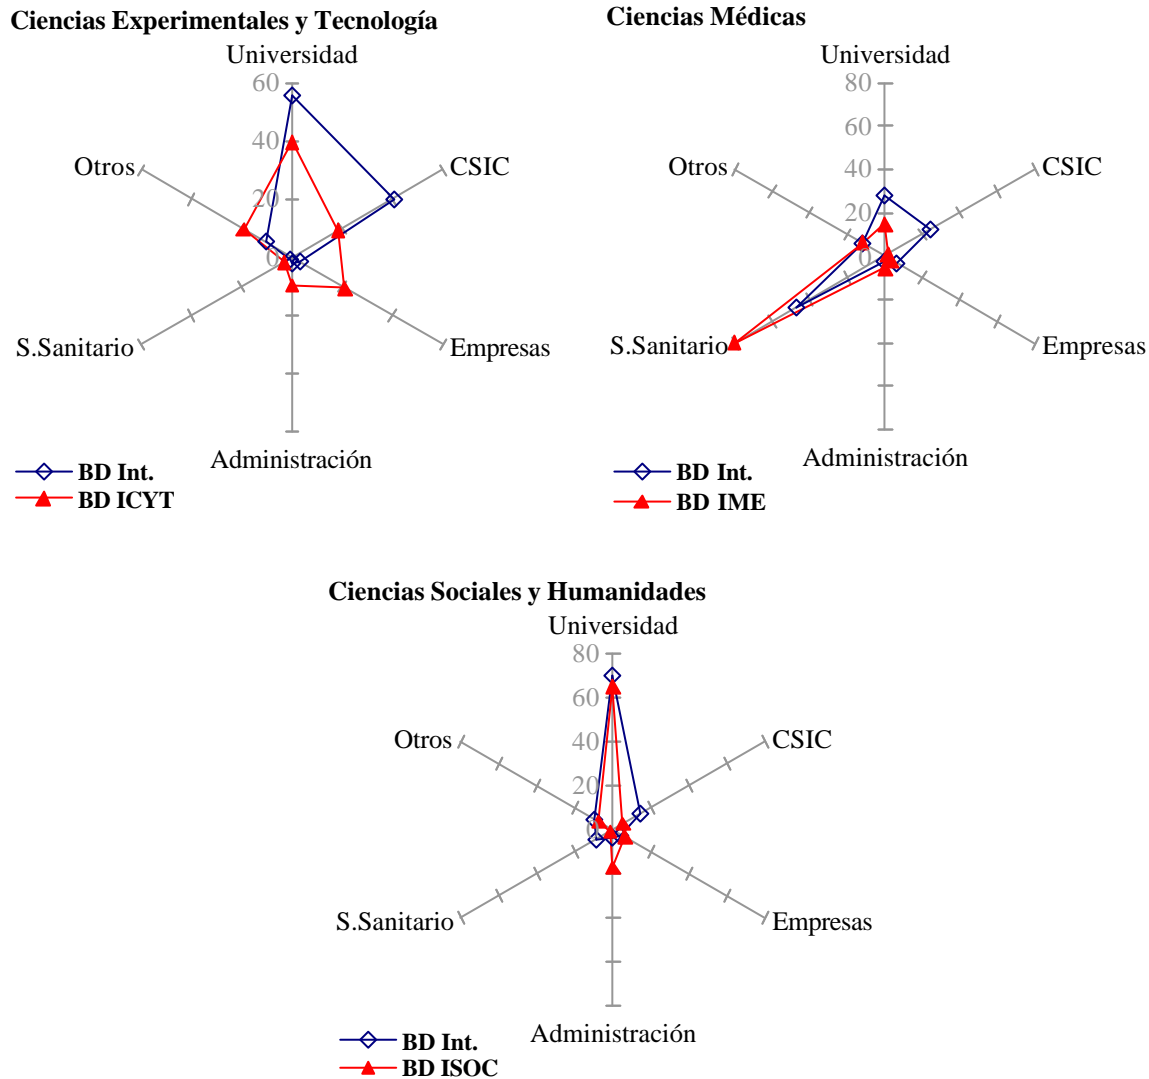 Ciencias Experimentales y Tecnología
Universidad
60
40
20
0
Otros
CSIC
S.Sanitario
Empresas
Administración
BD Int.
BD ICYT
Ciencias Médicas
Universidad
80
60
40
20
0
Otros
CSIC
S.Sanitario
Empresas
Administración
BD Int.
BD IME
Ciencias Sociales y Humanidades
Universidad
80
60
40
20
0
Otros
CSIC
S.Sanitario
Empresas
Administración
BD Int.
BD ISOC